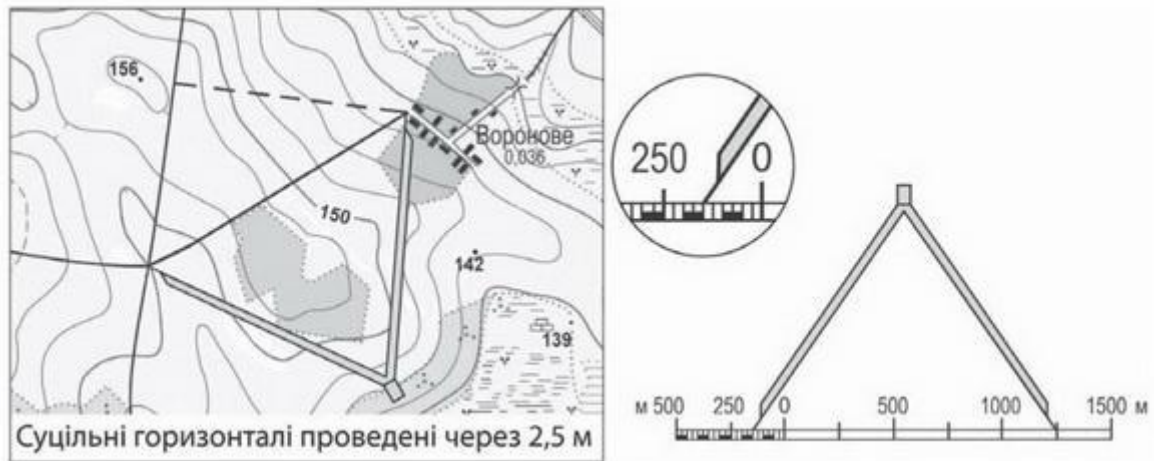 156
Воронове
0,036
150
142
139
Суцільні горизонталі проведені через 2,5 м
250 0
м 500 250 0 500 1000 1500 м